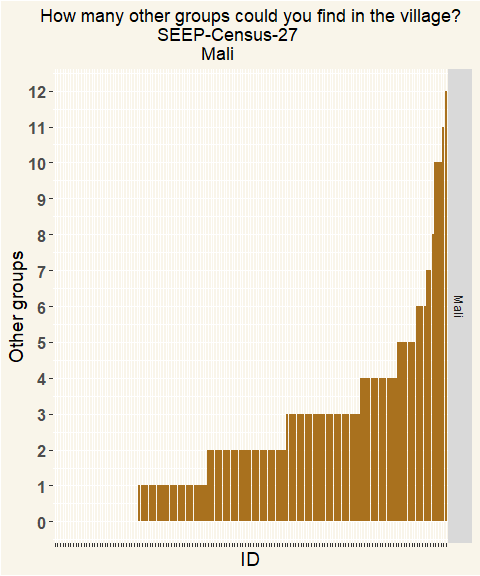 How many other groups could you find in the village?
SEEP-Census-27
Mali
12
11
10
9
8
7
6
5
4
3
2
1
0
Other groups
Mali
ID